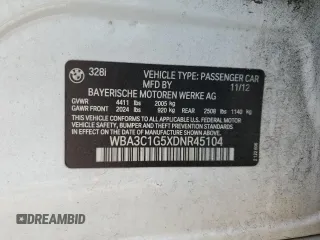 328i
VEHICLE TYPE: PASSENGER CAR
MFD BY 11/12
BAYERISCHE MOTOREN WERKE AG
GVWR 4411 lbs 2005 kg
GAWR FRONT 2024 lbs 920 kg REAR 2509 lbs 1140 kg
THIS VEHICLE CONFORMS TO ALL APPLICABLE FEDERAL
MOTOR VEHICLE SAFETY, BUMPER, AND THEFT PREVENTION
STANDARDS IN EFFECT ON THE DATE OF MANUFACTURE
SHOWN ABOVE.
WBA3C1G5XDNR45104
DREAMBID
DREAMBID.COM